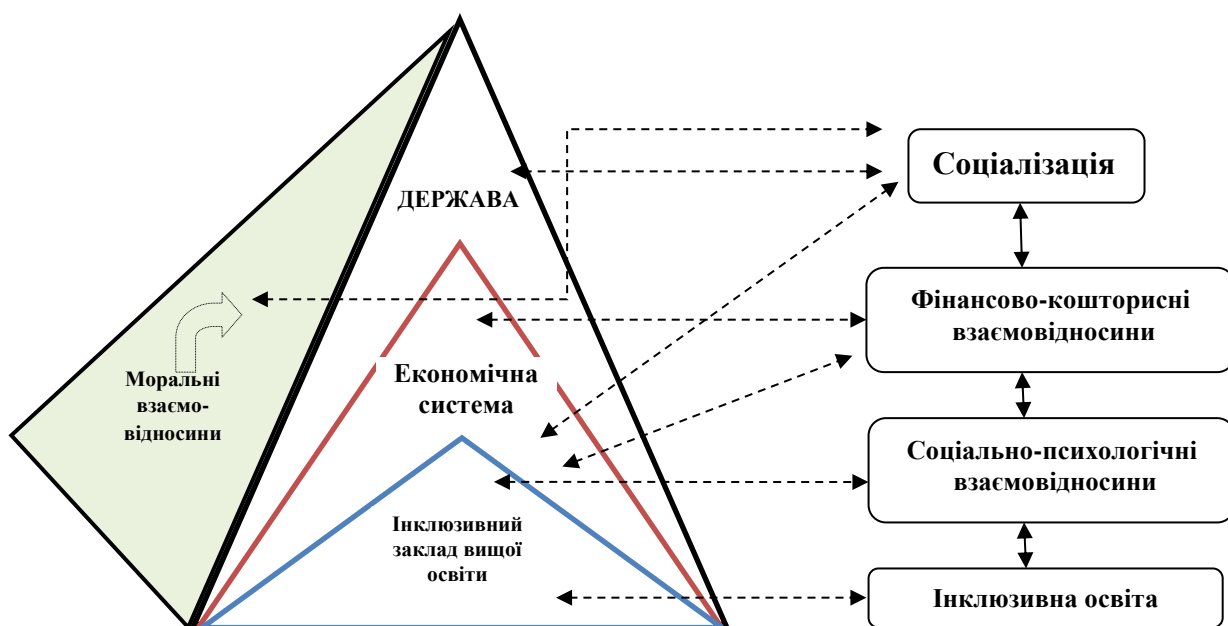 Соціалізація
ДЕРЖАВА
Фінансово-кошторисні
взаємовідносини
Економічна
система
Моральні
взаємо-
відносини
Соціально-психологічні
взаємовідносини
Інклюзивний
заклад вищої
освіти
Інклюзивна освіта